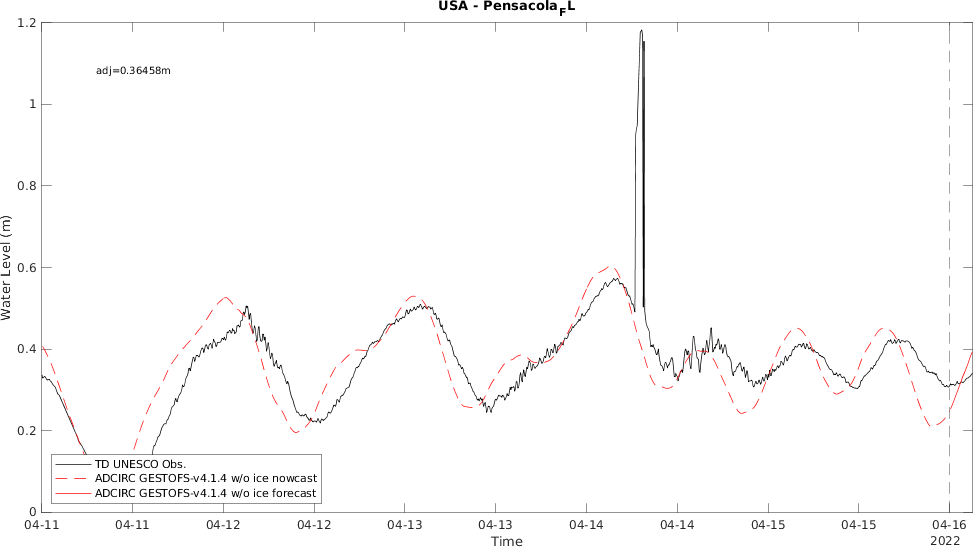 USA - Pensacola_FL
1.2
adj=0.36458m
1
0.8
0.6
0.4
0.2
0
Water Level (m)
TD UNESCO Obs.
ADCIRC GESTOFS-v4.1.4 w/o ice nowcast
ADCIRC GESTOFS-v4.1.4 w/o ice forecast
04-11 04-11 04-12 04-12 04-13 04-13 04-14 04-14 04-15 04-15 04-16
Time
2022